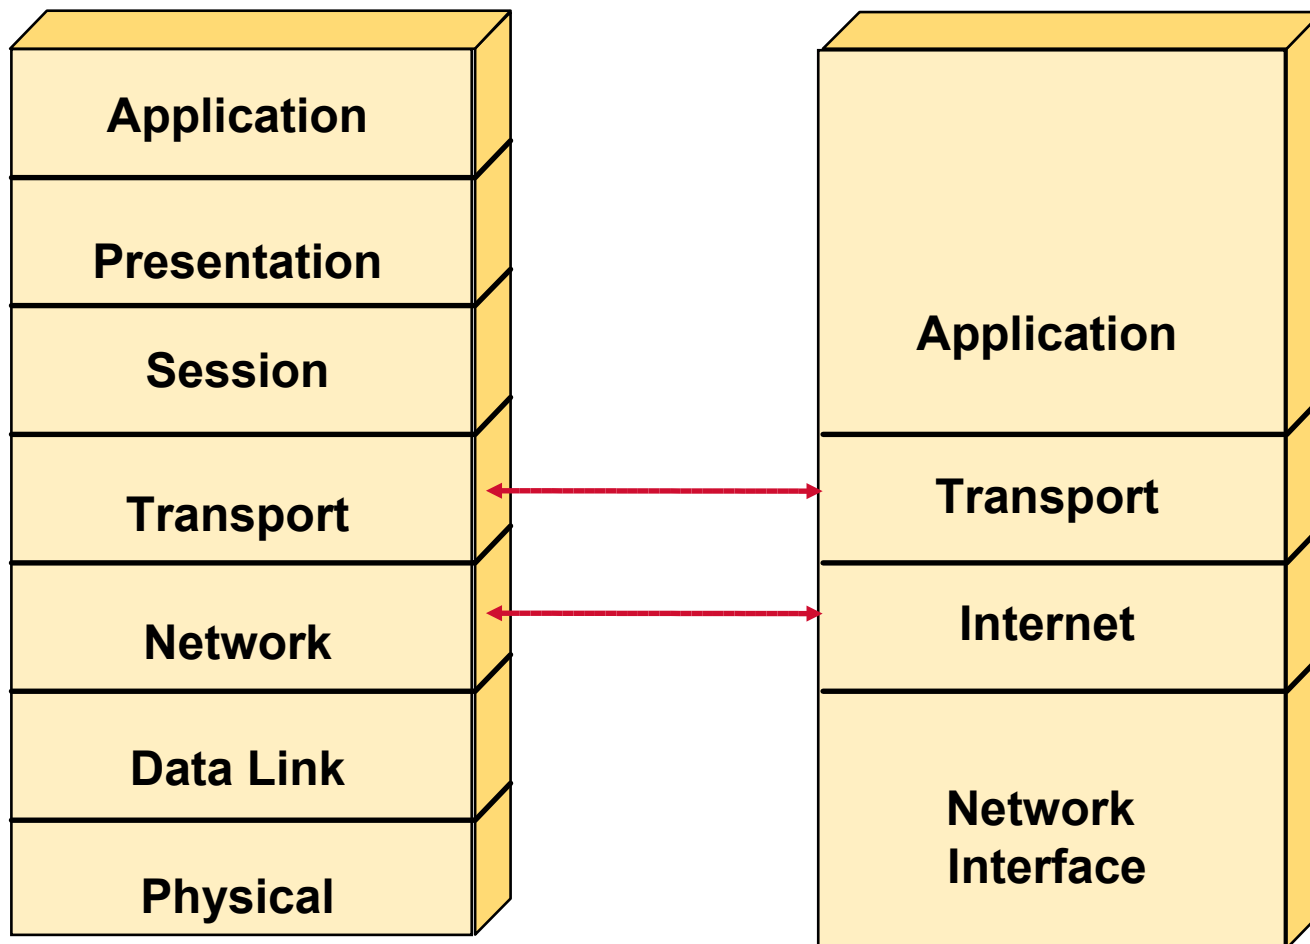 Application
Presentation
Session
Transport
Network
Data Link
Physical
Application
Transport
Internet
Network
Interface